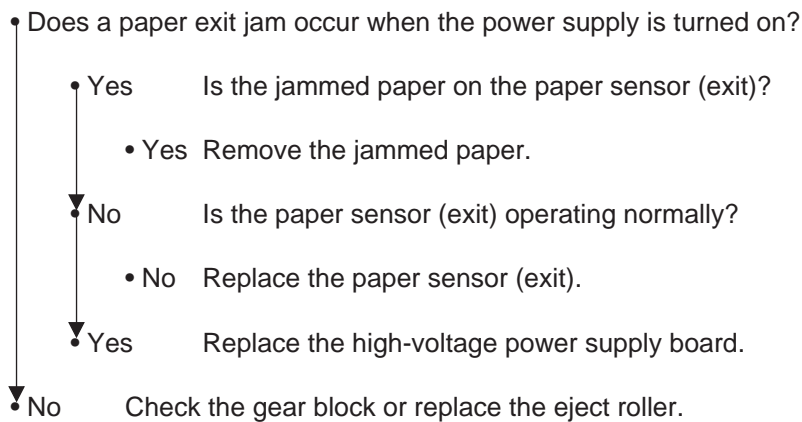 • Does a paper exit jam occur when the power supply is turned on?
• Yes Is the jammed paper on the paper sensor (exit)?
• Yes Remove the jammed paper.
• No Is the paper sensor (exit) operating normally?
• No Replace the paper sensor (exit).
• Yes Replace the high-voltage power supply board.
• No Check the gear block or replace the eject roller.